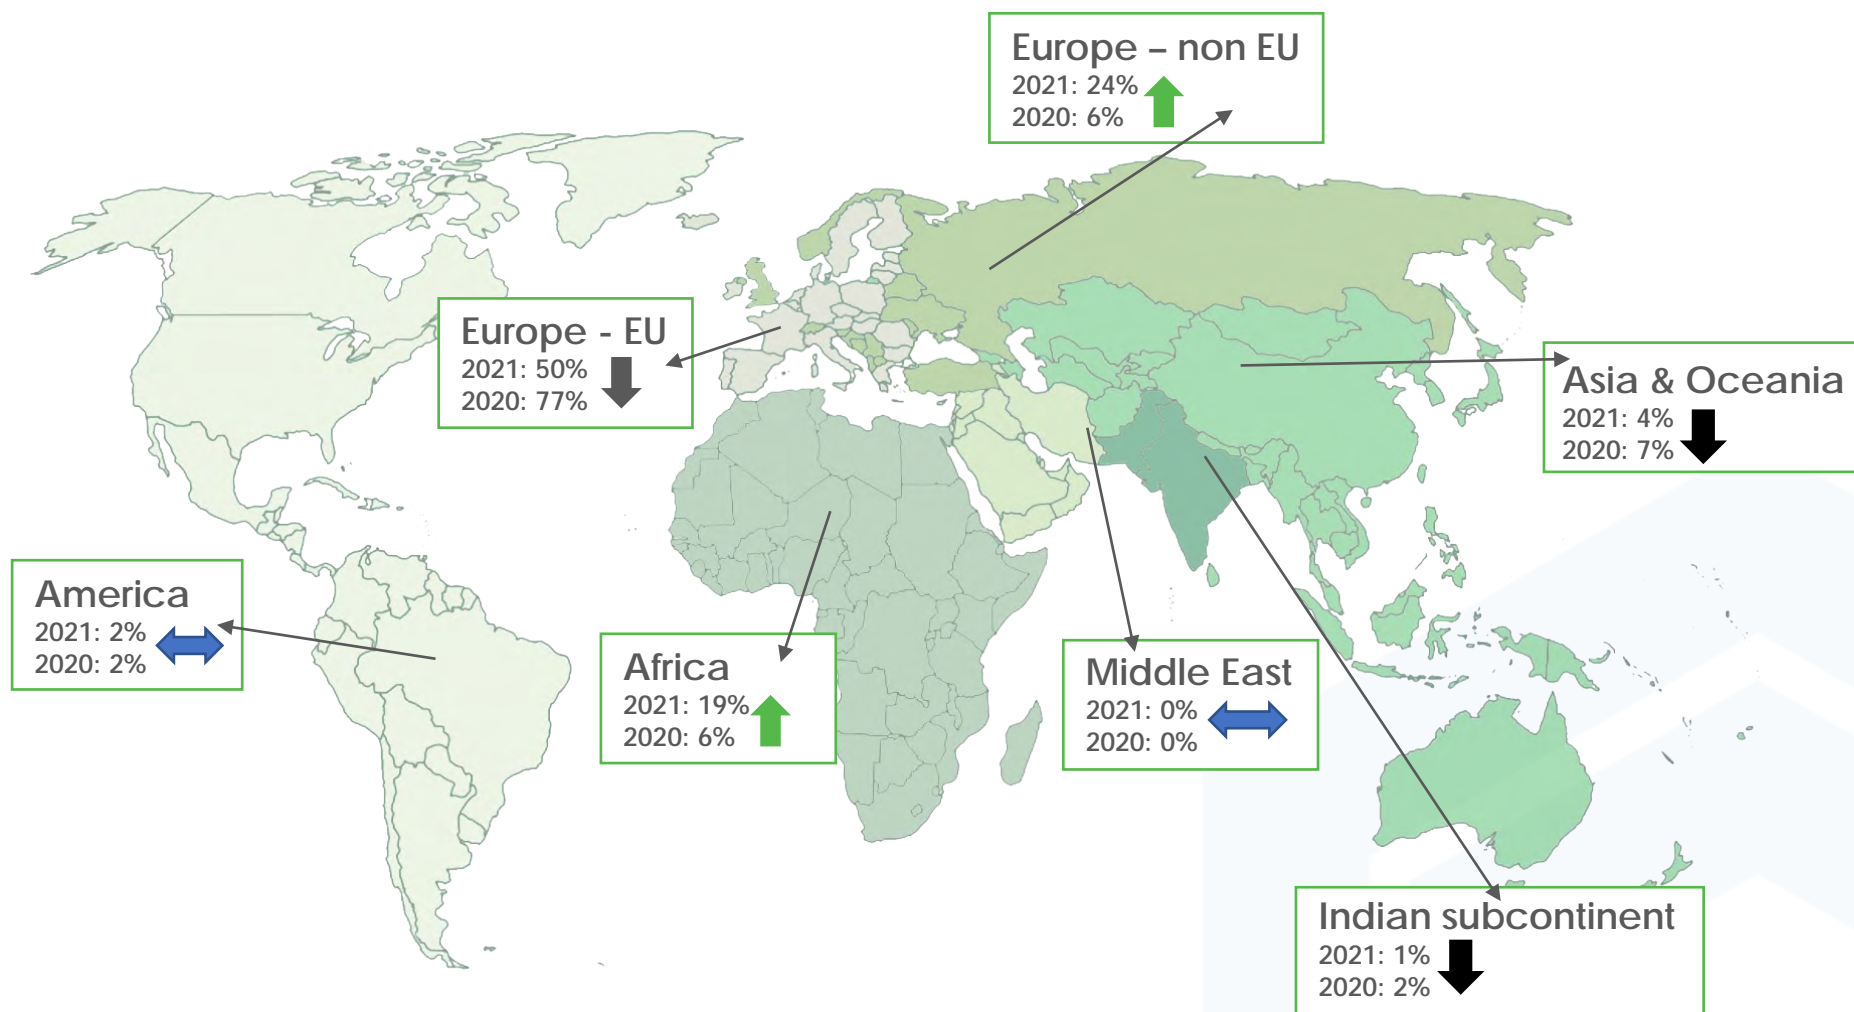 Europe – non EU
2021: 24%
2020: 6%
Europe - EU
2021: 50%
2020: 77%
Asia & Oceania
2021: 4%
2020: 7%
America
2021: 2%
2020: 2%
Africa
2021: 19%
2020: 6%
Middle East
2021: 0%
2020: 0%
Indian subcontinent
2021: 1%
2020: 2%